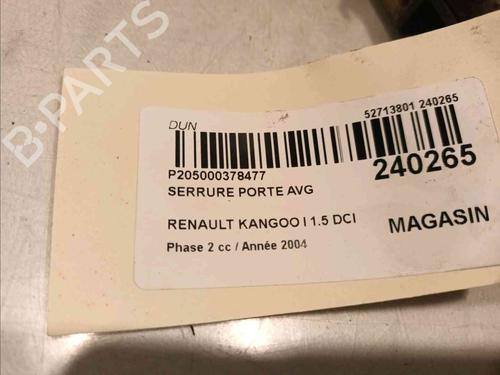 B-PARTS
DUN
52713801 240265
P205000378477
240265
SERRURE PORTE AVG
RENAULT KANGOO I 1.5 DCI
MAGASIN
Phase 2 cc / Année 2004